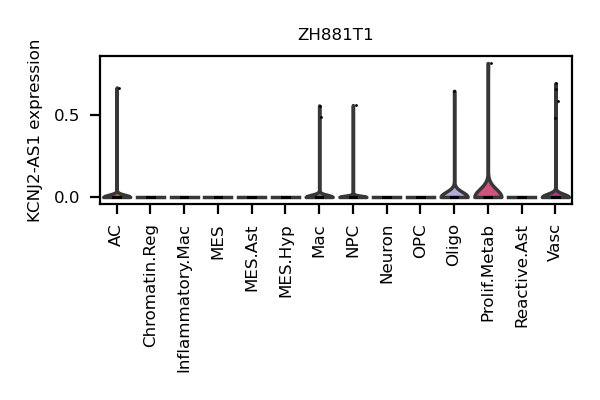 ZH881T1
KCNJ2-AS1 expression
0.5
0.0
AC
Chromatin.Reg
Inflammatory.Mac
MES
MES.Ast
MES.Hyp
Mac
NPC
Neuron
OPC
Oligo
Prolif.Metab
Reactive.Ast
Vasc